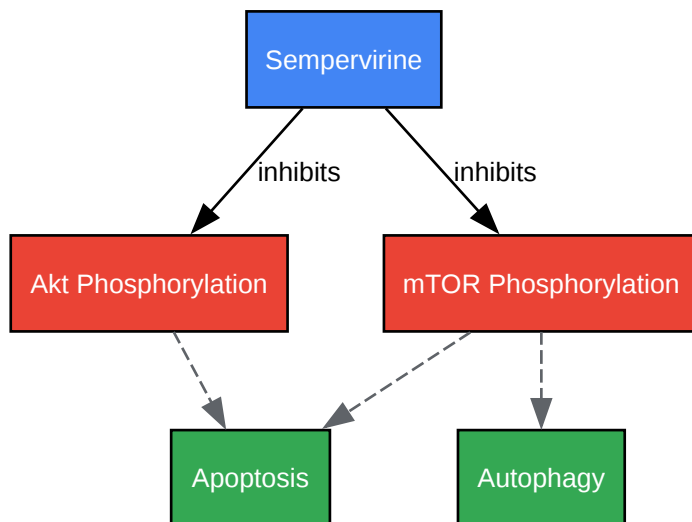 Sempervirine
inhibits
inhibits
Akt Phosphorylation
mTOR Phosphorylation
Apoptosis
Autophagy